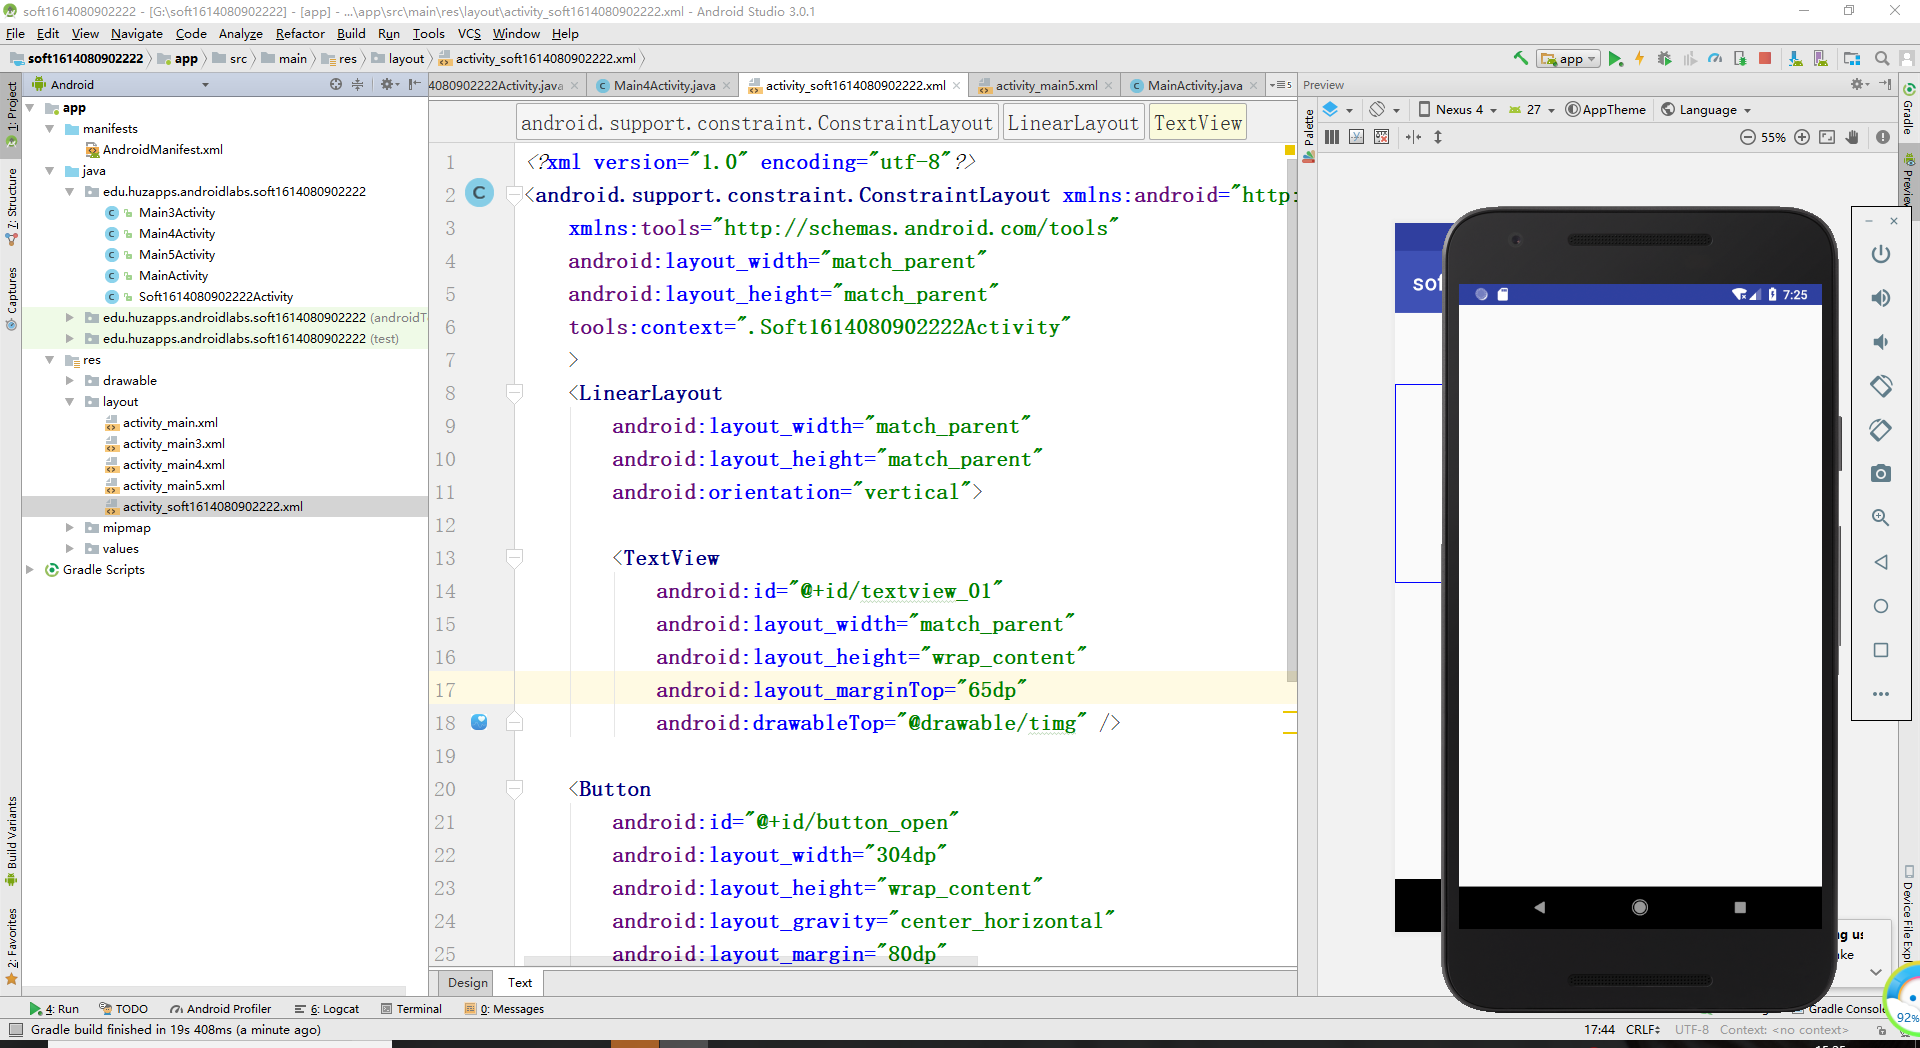 soft1614080902222 - [G:\soft1614080902222] - [app] - ...\app\src\main\res\layout\activity_soft1614080902222.xml - Android Studio 3.0.1
File Edit View Navigate Code Analyze Refactor Build Run Tools VCS Window Help
soft1614080902222 app src main res layout activity_soft1614080902222.xml
app
Android
4080902222Activity.java
Main4Activity.java
activity_soft1614080902222.xml
activity_main5.xml
MainActivity.java
5
Preview
1: Project
7: Structure
Captures
Build Variants
2: Favorites
app
manifests
AndroidManifest.xml
java
edu.huzapps.androidlabs.soft1614080902222
Main3Activity
Main4Activity
Main5Activity
MainActivity
Soft1614080902222Activity
edu.huzapps.androidlabs.soft1614080902222 (androidT
edu.huzapps.androidlabs.soft1614080902222 (test)
res
drawable
layout
activity_main.xml
activity_main3.xml
activity_main4.xml
activity_main5.xml
activity_soft1614080902222.xml
mipmap
values
Gradle Scripts
android.support.constraint.ConstraintLayout LinearLayout TextView
1 <?xml version="1.0" encoding="utf-8"?>
2 <android.support.constraint.ConstraintLayout xmlns:android="http:
3 xmlns:tools="http://schemas.android.com/tools"
4 android:layout_width="match_parent"
5 android:layout_height="match_parent"
6 tools:context=".Soft1614080902222Activity"
7 >
8 <LinearLayout
9 android:layout_width="match_parent"
10 android:layout_height="match_parent"
11 android:orientation="vertical">
12
13 <TextView
14 android:id="@+id/textview_01"
15 android:layout_width="match_parent"
16 android:layout_height="wrap_content"
17 android:layout_marginTop="65dp"
18 android:drawableTop="@drawable/timg" />
19
20 <Button
21 android:id="@+id/button_open"
22 android:layout_width="304dp"
23 android:layout_height="wrap_content"
24 android:layout_gravity="center_horizontal"
25 android:layout_margin="80dp"
Design Text
Palette
Nexus 4 27 AppTheme Language
55%
sof
7:25
Gradle
Preview
Device File Expl
ng us
ke
92%
4: Run TODO Android Profiler 6: Logcat Terminal 0: Messages
Gradle Console
Gradle build finished in 19s 408ms (a minute ago)
17:44 CRLF UTF-8 Context: <no context>